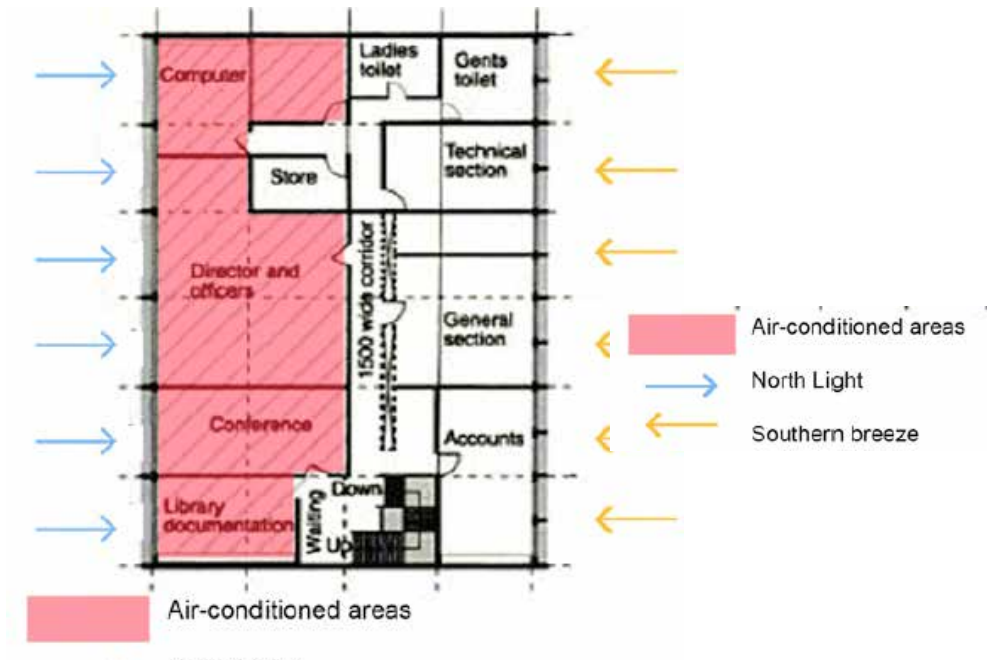 Computer
Ladies
toilet
Gents
toilet
Store
Technical
section
Director and
officers
1500 wide corridor
General
section
Conference
Accounts
Library
documentation
Waiting
Down
Up
Air-conditioned areas
North Light
Southern breeze
Air-conditioned areas